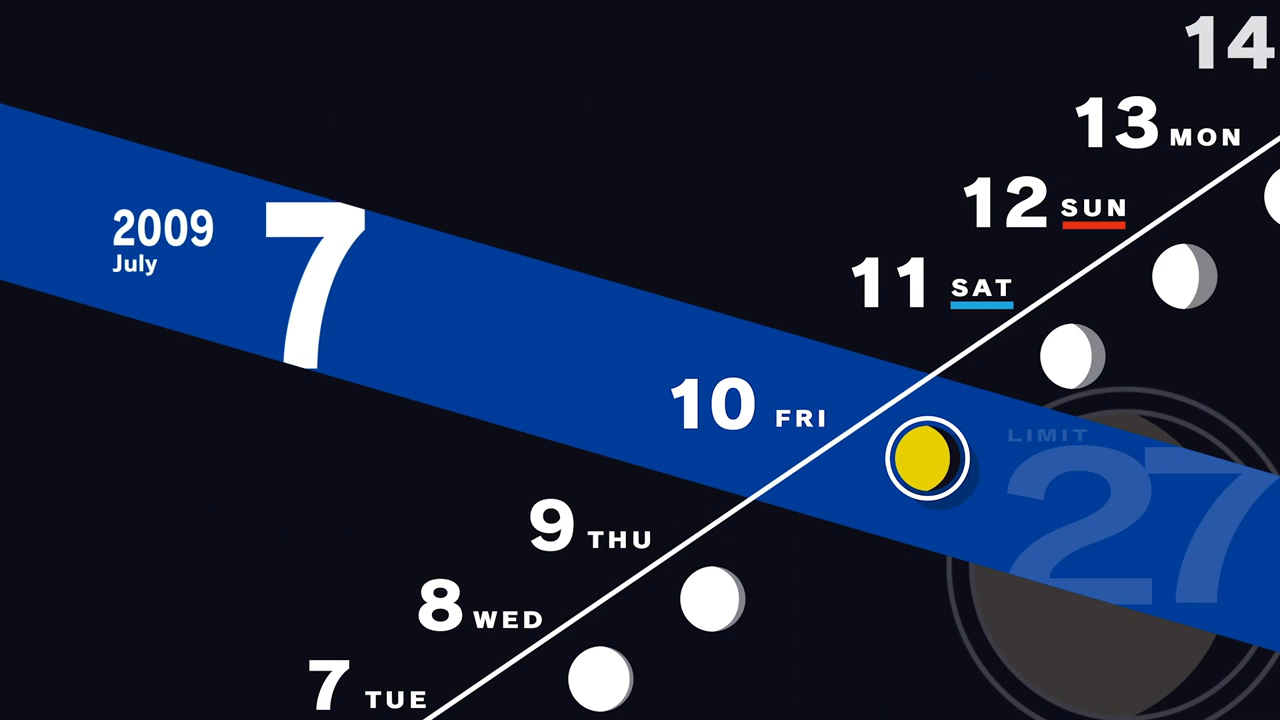 14
13 MON
12 SUN
2009
July
7
11 SAT
10 FRI
LIMIT
27
9 THU
8 WED
7 TUE